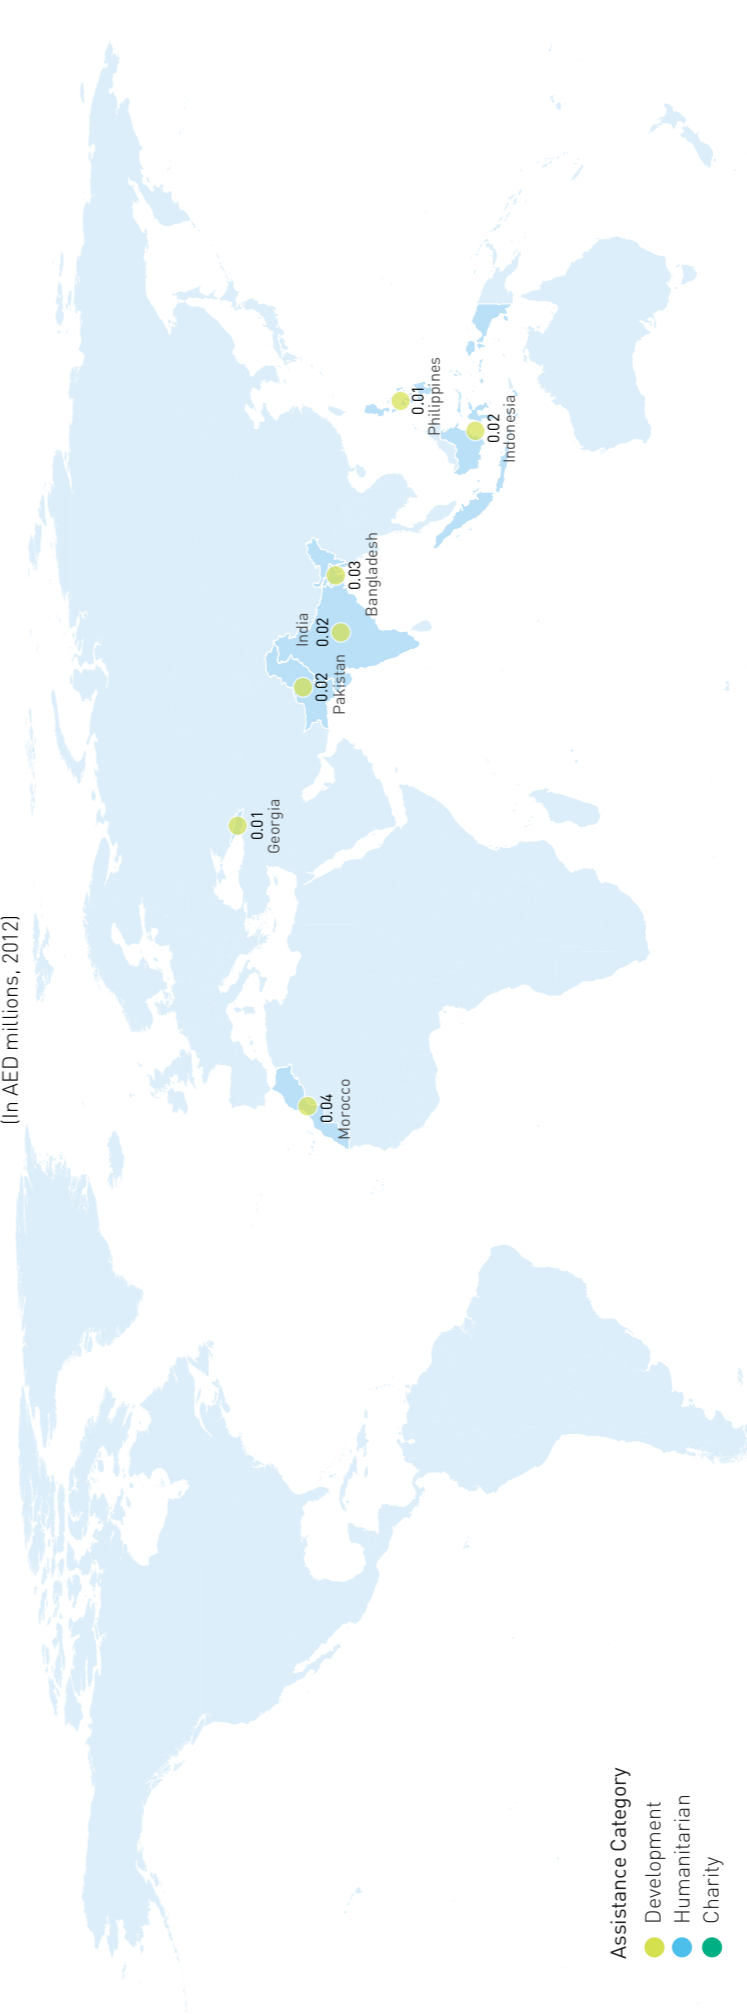 (In AED millions, 2012)
0.04
Morocco
0.01
Georgia
0.02
Pakistan
India
0.02
0.03
Bangladesh
0.01
Philippines
0.02
Indonesia
Assistance Category
Development
Humanitarian
Charity